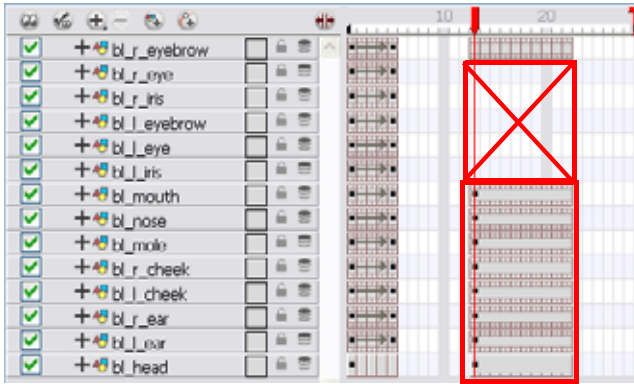 10 20
bl_r_eyebrow
bl_r_eye
bl_r_iris
bl_l_eyebrow
bl_l_eye
bl_l_iris
bl_mouth
bl_nose
bl_mole
bl_r_cheek
bl_l_cheek
bl_r_ear
bl_l_ear
bl_head